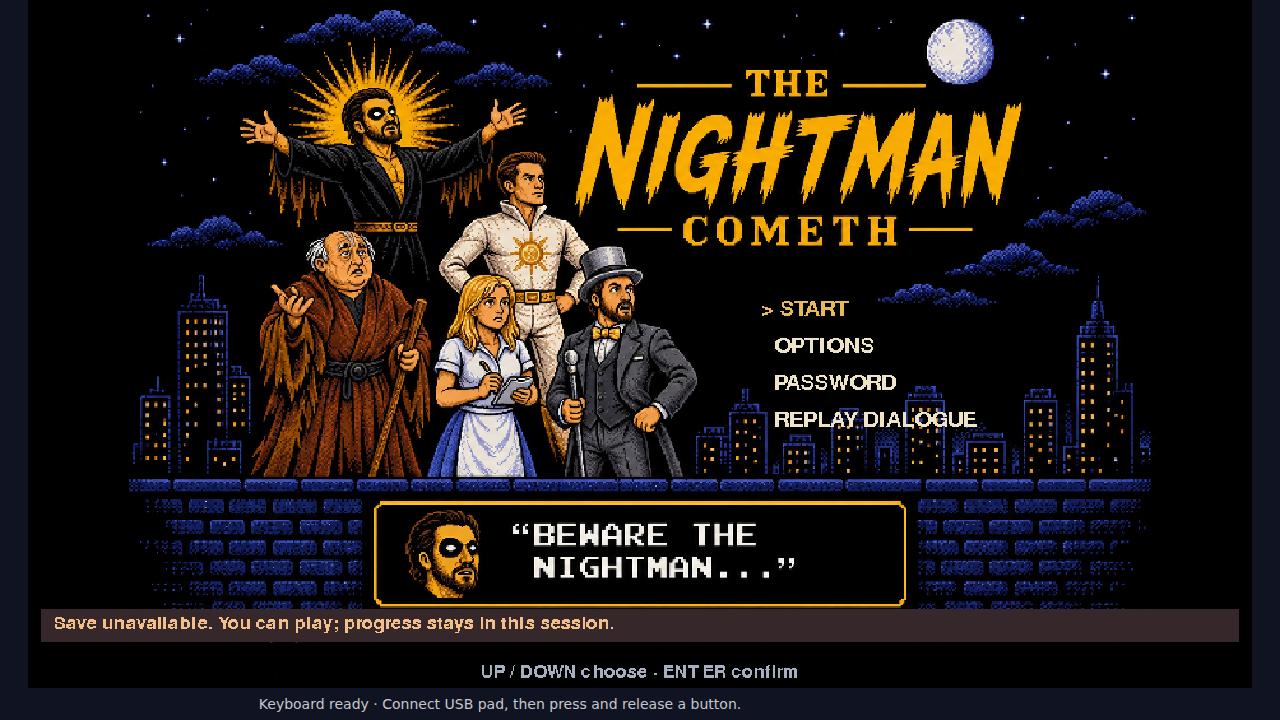 THE
NIGHTMAN
COMETH
> START
OPTIONS
PASSWORD
REPLAY DIALOGUE
“BEWARE THE
NIGHTMAN...”
Save unavailable. You can play; progress stays in this session.
UP / DOWN choose · ENTER confirm
Keyboard ready · Connect USB pad, then press and release a button.